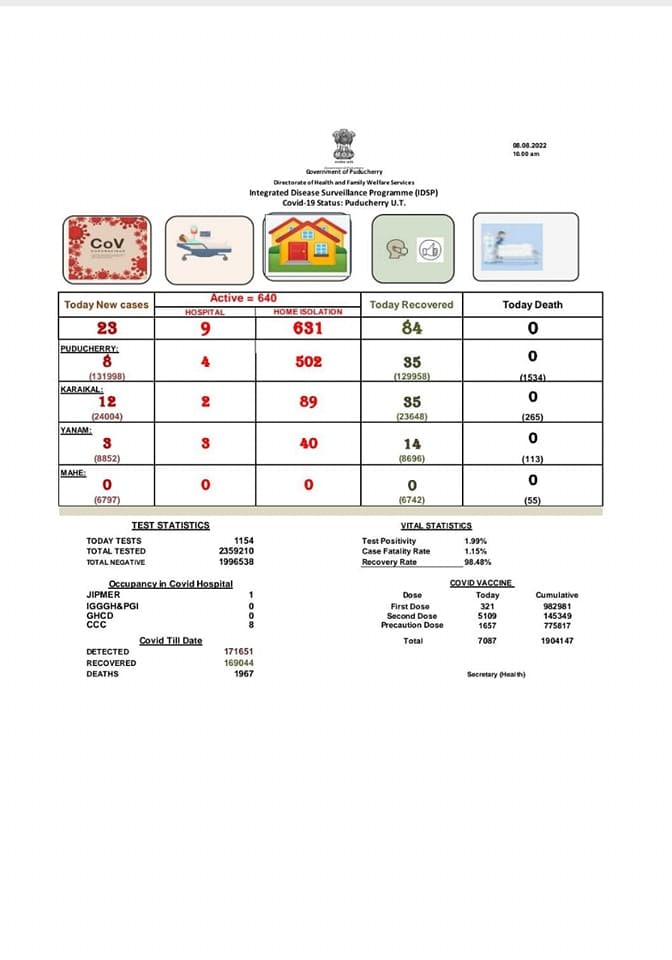 08.08.2022
10.00 am
Government of Puducherry
Directorate of Health and Family Welfare Services
Integrated Disease Surveillance Programme (IDSP)
Covid-19 Status: Puducherry U.T.
CoV
Today New cases
Active = 640
HOSPITAL
HOME ISOLATION
Today Recovered
Today Death
23 9 631 84 0
PUDUCHERRY:
8 4 502 35 0
(131998) (129958) (1534)
KARAIKAL:
12 2 89 35 0
(24004) (23648) (265)
YANAM:
3 3 40 14 0
(8852) (8696) (113)
MAHE:
0 0 0 0 0
(6797) (6742) (55)
TEST STATISTICS
TODAY TESTS 1154
TOTAL TESTED 2359210
TOTAL NEGATIVE 1996538
VITAL STATISTICS
Test Positivity 1.99%
Case Fatality Rate 1.15%
Recovery Rate 98.48%
Occupancy in Covid Hospital
JIPMER 1
IGGGH&PGI 0
GHCD 0
CCC 8
COVID VACCINE
Dose Today Cumulative
First Dose 321 982981
Second Dose 5109 145349
Precaution Dose 1657 775817
Total 7087 1904147
Covid Till Date
DETECTED 171651
RECOVERED 169044
DEATHS 1967
Secretary (Health)